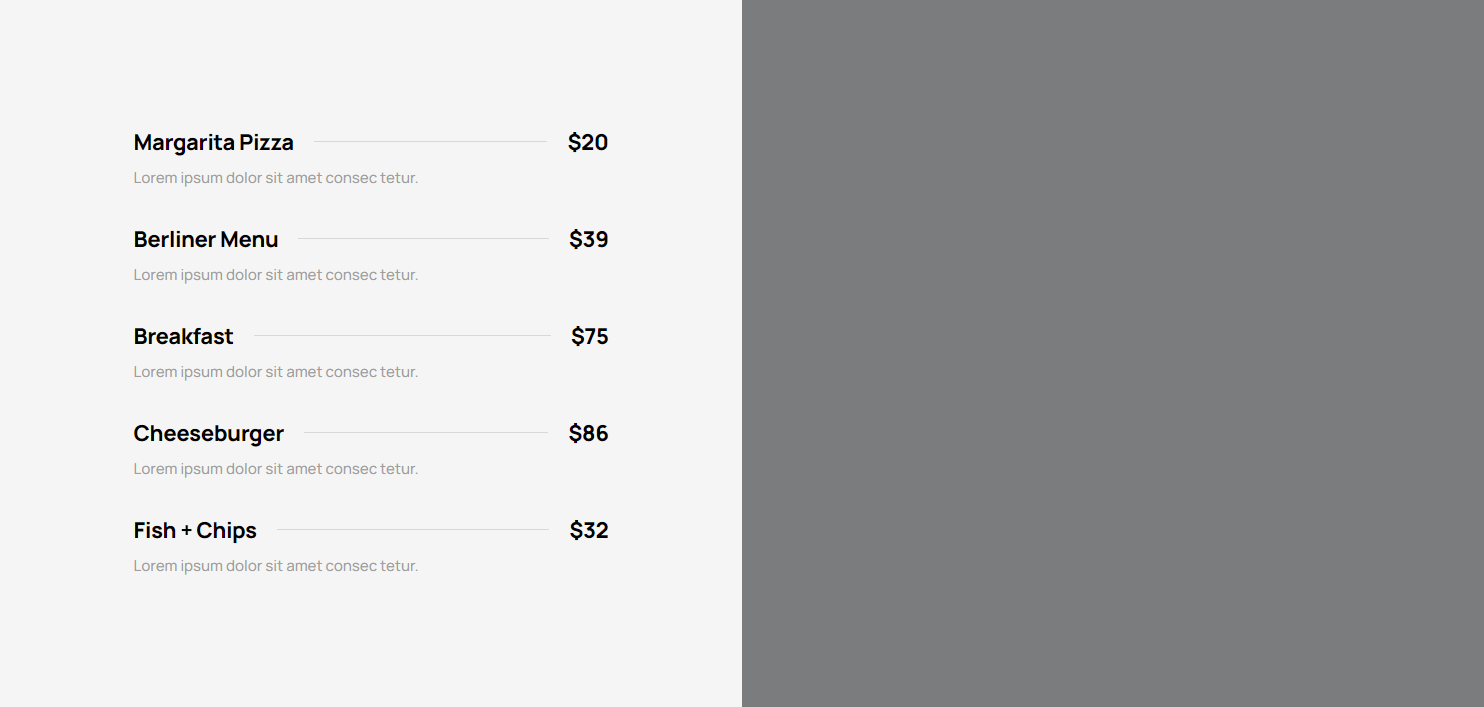 Margarita Pizza $20
Lorem ipsum dolor sit amet consec tetur.
Berliner Menu $39
Lorem ipsum dolor sit amet consec tetur.
Breakfast $75
Lorem ipsum dolor sit amet consec tetur.
Cheeseburger $86
Lorem ipsum dolor sit amet consec tetur.
Fish + Chips $32
Lorem ipsum dolor sit amet consec tetur.